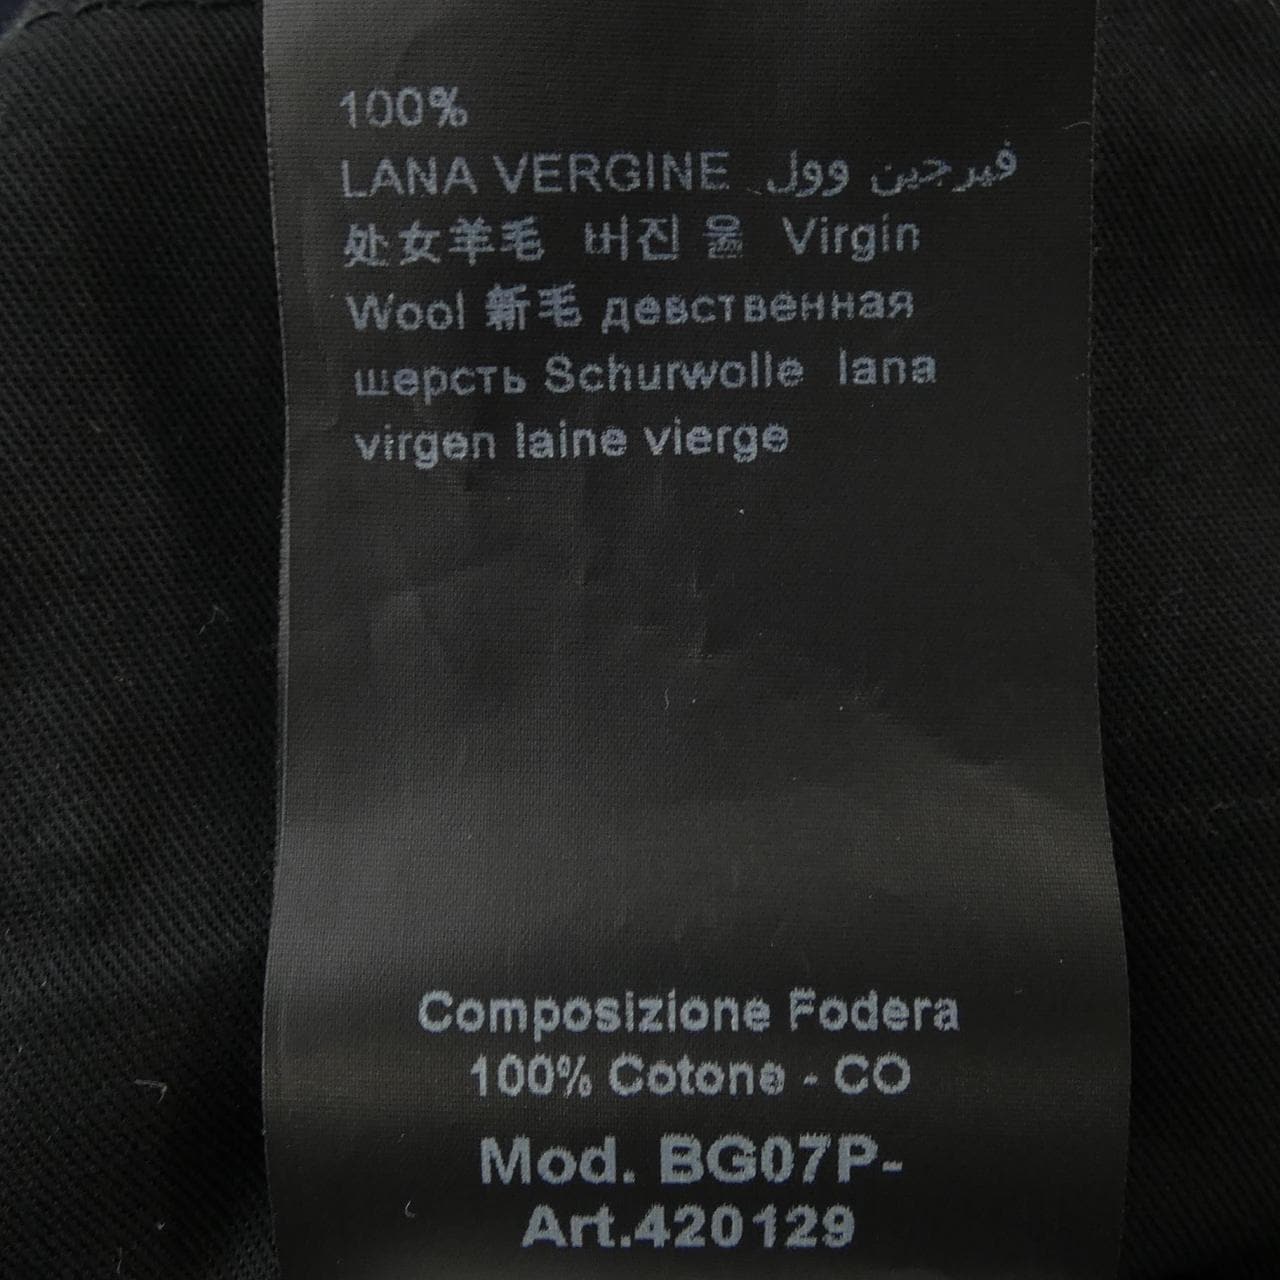 100%
LANA VERGINE فيرجين وول
处女羊毛 버진 울 Virgin
Wool 新毛 девственная
шерсть Schurwolle lana
virgen laine vierge
Composizione Fodera
100% Cotone - CO
Mod. BG07P-
Art.420129